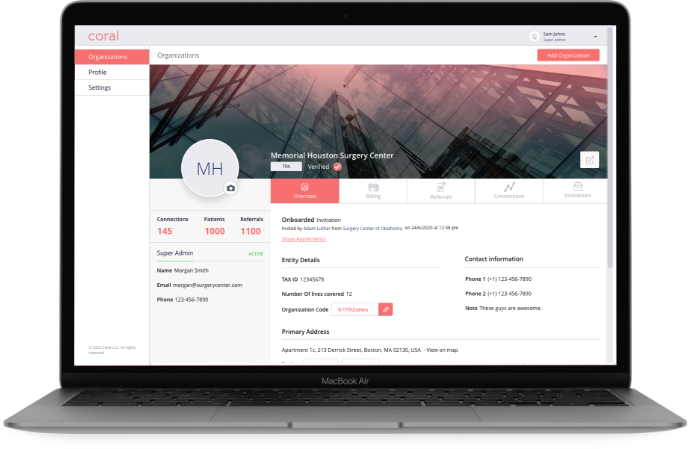 coral
Sam Johns
Super admin
Organizations
Profile
Settings
Organizations
Add Organization
MH
Memorial Houston Surgery Center
TPA Verified
Overview
Billing
Referrals
Connections
Invitations
Connections Patients Referrals
145 1000 1100
Super Admin ACTIVE
Name Morgan Smith
Email morgan@surgerycenter.com
Phone 123-456-7890
Onboarded Invitation
Invited by Adam Luther from Surgery Center of Oklahoma. on 24/6/2020 at 12:38 pm
Entity Details
TAX ID 12345678
Number Of lives covered 12
Organization Code
Contact information
Phone 1 (+1) 123-456-7890
Phone 2 (+1) 123-456-7890
Note These guys are awesome.
Primary Address
Apartment 1c, 213 Derrick Street, Boston, MA 02130, USA - View on map
© 2020 Coral LLC. All rights
reserved.
MacBook Air